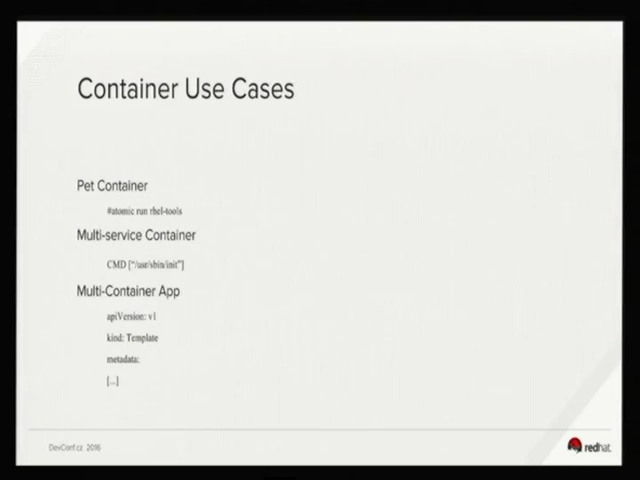 Container Use Cases
Pet Container
#atomic run rhel-tools
Multi-service Container
CMD ["/usr/sbin/init"]
Multi-Container App
apiVersion: v1
kind: Template
metadata:
[...]
DevConf.cz 2016
redhat.